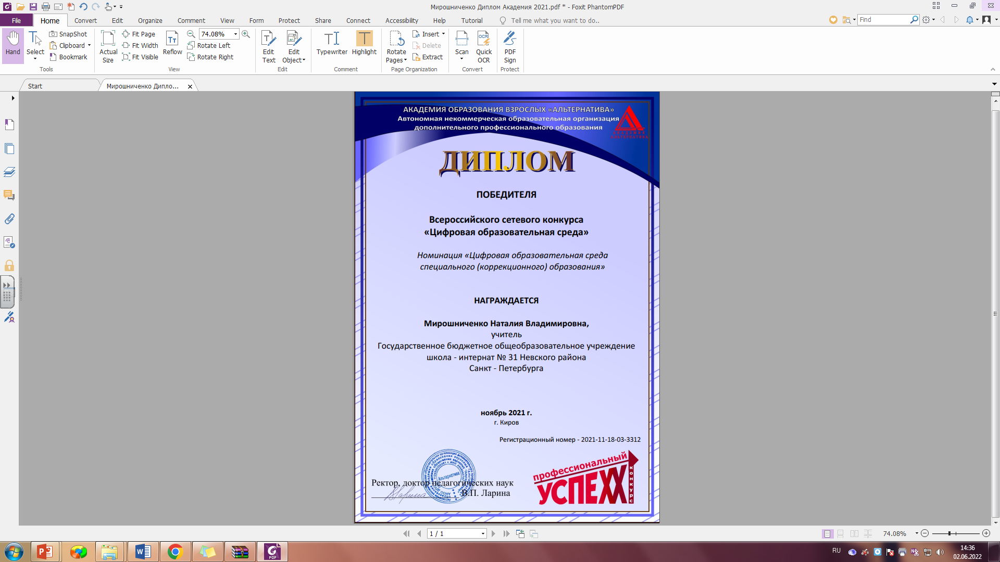 Мирошниченко Диплом Академия 2021.pdf * - Foxit PhantomPDF
File Home Convert Edit Organize Comment View Form Protect Share Connect Accessibility Help Tutorial Tell me what you want to do.. Find
SnapShot Fit Page 74.08% Insert
Clipboard Fit Width Rotate Left Delete
Bookmark Fit Visible Rotate Right Extract
Hand Select Actual Size Reflow Edit Text Edit Object Typewriter Highlight Rotate Pages Scan Quick OCR PDF Sign
Tools View Edit Comment Page Organization Convert Protect
Start Мирошниченко Дипло...
АКАДЕМИЯ ОБРАЗОВАНИЯ ВЗРОСЛЫХ «АЛЬТЕРНАТИВА»
Автономная некоммерческая образовательная организация
дополнительного профессионального образования
АКАДЕМИЯ
АЛЬТЕРНАТИВА
ДИПЛОМ
ПОБЕДИТЕЛЯ
Всероссийского сетевого конкурса
«Цифровая образовательная среда»
Номинация «Цифровая образовательная среда
специального (коррекционного) образования»
НАГРАЖДАЕТСЯ
Мирошниченко Наталия Владимировна,
учитель
Государственное бюджетное общеобразовательное учреждение
школа - интернат № 31 Невского района
Санкт - Петербурга
ноябрь 2021 г.
г. Киров
Регистрационный номер - 2021-11-18-03-3312
Ректор, доктор педагогических наук
В.П. Ларина
Альтернатива
профессиональный
УСПЕХ
КОНКУРС
1 / 1
74.08%
RU
14:36
02.06.2022